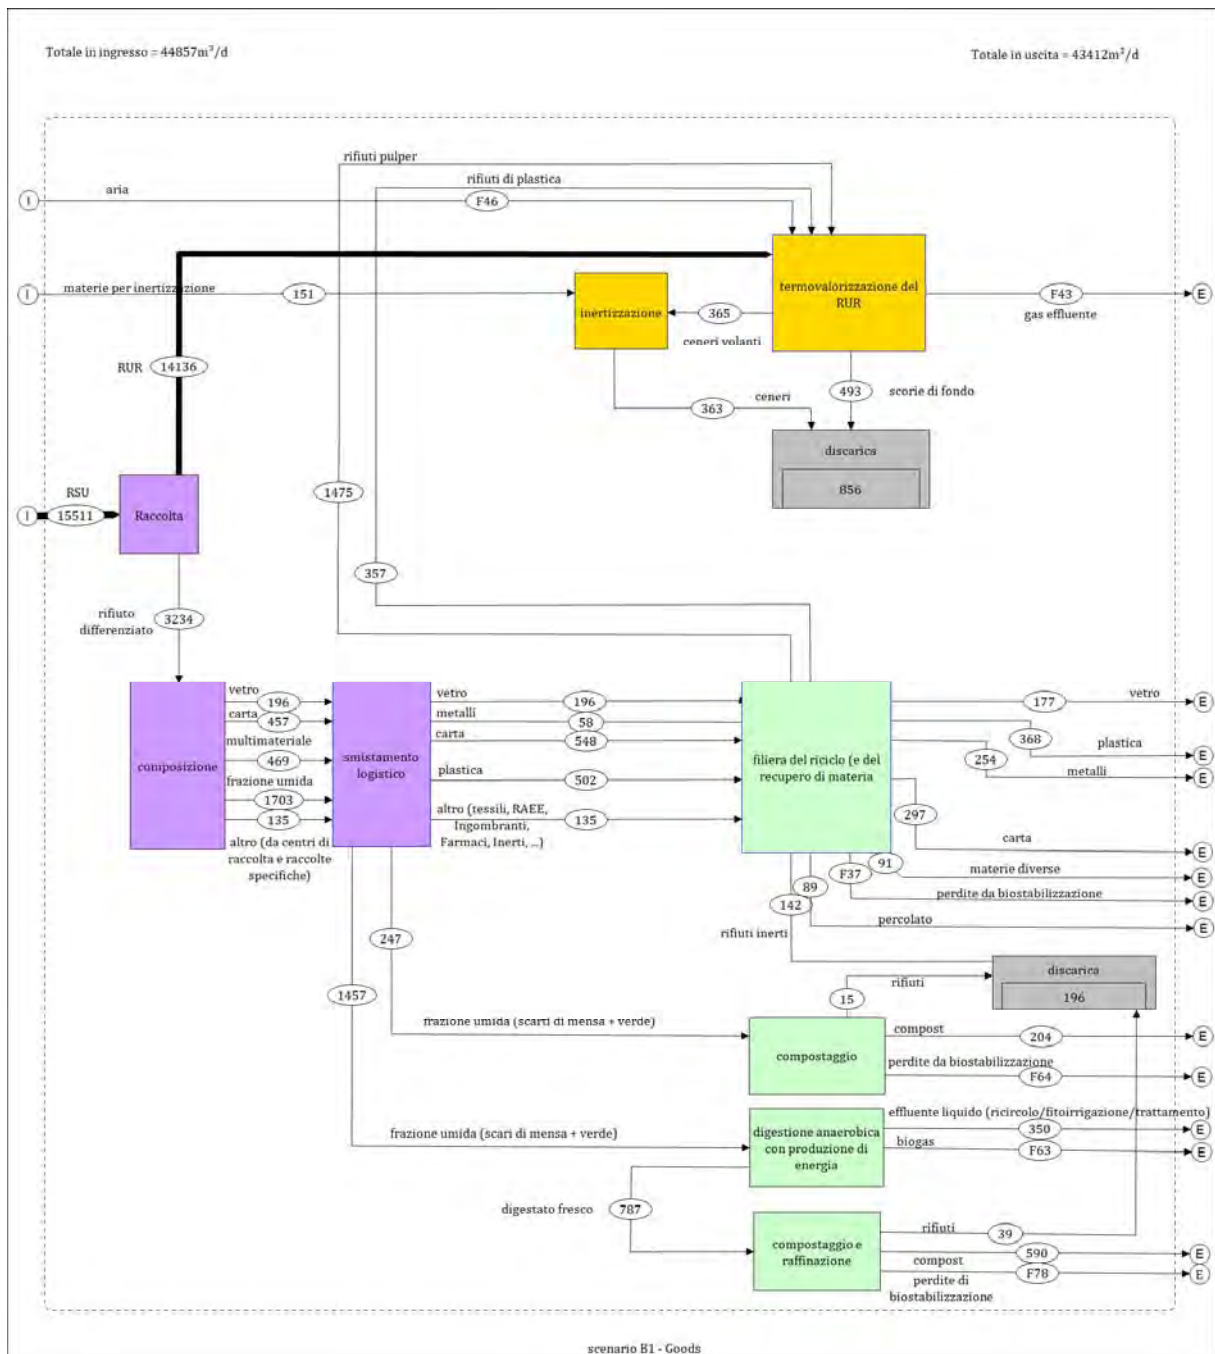 Totale in ingresso = 44857m³/d
Totale in uscita = 43412m³/d
rifiuti pulper
rifiuti di plastica
aria
I
F46
termovalorizzazione del
RUR
I
materie per inertizzazione
151
inertizzazione
365
ceneri volanti
F43
E
gas effluente
RUR
14136
ceneri
363
493
scorie di fondo
discarica
856
1475
RSU
I
15511
Raccolta
357
rifiuto
differenziato
3234
composizione
vetro
196
carta
457
multimateriale
469
frazione umida
1703
135
altro (da centri di
raccolta e raccolte
specifiche)
smistamento
logistico
vetro
196
metalli
58
carta
548
plastica
502
altro (tessili, RAEE,
Ingombranti,
Farmaci, Inerti, ...)
135
filiera del riciclo (e del
recupero di materia
177
vetro
E
368
plastica
E
254
metalli
E
297
carta
E
91
materie diverse
E
F37
perdite da biostabilizzazione
E
89
percolato
E
142
rifiuti inerti
247
1457
discarica
196
15
rifiuti
frazione umida (scarti di mensa + verde)
compostaggio
compost
204
E
perdite da biostabilizzazione
F64
E
frazione umida (scari di mensa + verde)
digestione anaerobica
con produzione di
energia
effluente liquido (ricircolo/fitoirrigazione/trattamento)
350
E
biogas
F63
E
digestato fresco
787
compostaggio e
raffinazione
rifiuti
39
590
E
compost
F78
E
perdite di
biostabilizzazione
scenario B1 - Goods